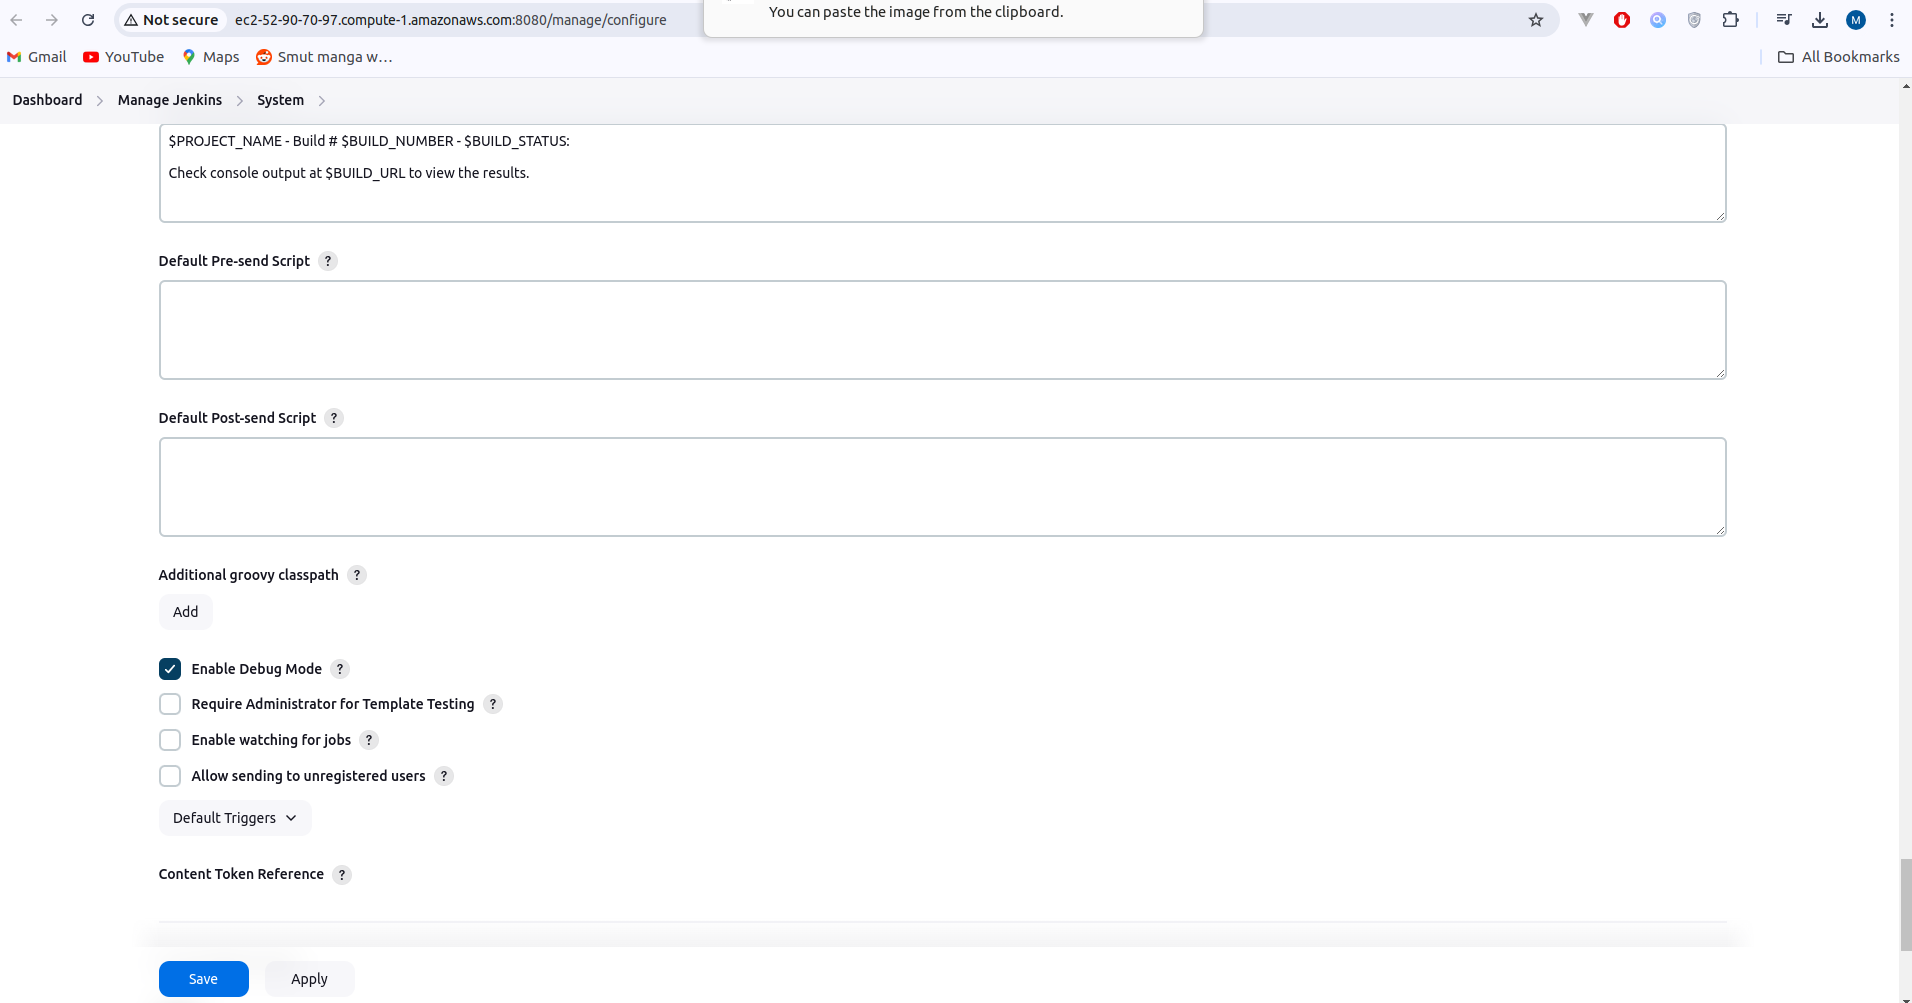 You can paste the image from the clipboard.
Not secure ec2-52-90-70-97.compute-1.amazonaws.com:8080/manage/configure
M
Gmail YouTube Maps Smut manga w… All Bookmarks
Dashboard Manage Jenkins System
$PROJECT_NAME - Build # $BUILD_NUMBER - $BUILD_STATUS:
Check console output at $BUILD_URL to view the results.
Default Pre-send Script ?
Default Post-send Script ?
Additional groovy classpath ?
Add
Enable Debug Mode ?
Require Administrator for Template Testing ?
Enable watching for jobs ?
Allow sending to unregistered users ?
Default Triggers
Content Token Reference ?
Save Apply